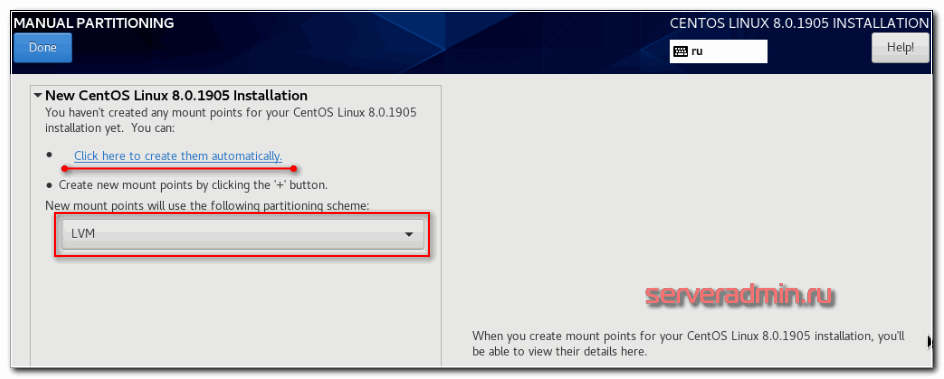 MANUAL PARTITIONING
CENTOS LINUX 8.0.1905 INSTALLATION
Done
ru
Help!
New CentOS Linux 8.0.1905 Installation
You haven't created any mount points for your CentOS Linux 8.0.1905
installation yet. You can:
• Click here to create them automatically.
• Create new mount points by clicking the '+' button.
New mount points will use the following partitioning scheme:
LVM
serveradmin.ru
When you create mount points for your CentOS Linux 8.0.1905 installation, you'll
be able to view their details here.